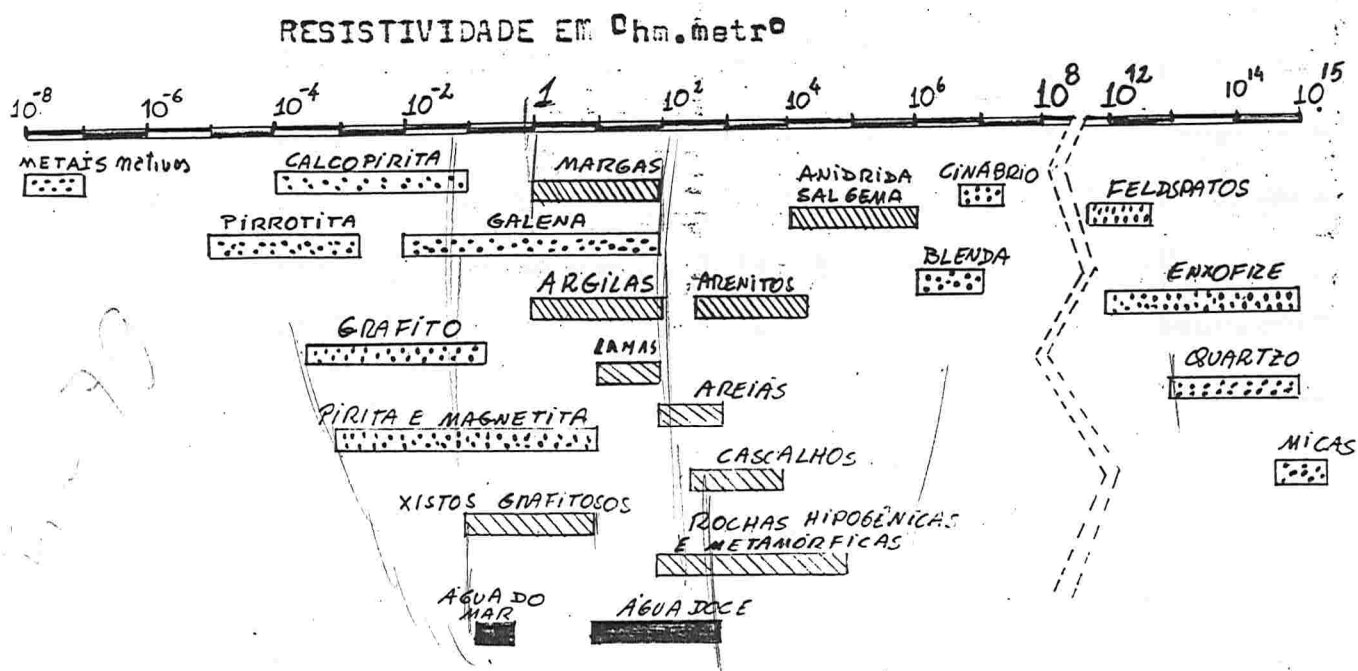 RESISTIVIDADE EM Ohm.metro
10⁻⁸ 10⁻⁶ 10⁻⁴ 10⁻² 1 10² 10⁴ 10⁶ 10⁸ 10¹² 10¹⁴ 10¹⁵
METAIS nativos
CALCOPIRITA
MARGAS
ANIDRIDA
SAL GEMA
CINÁBRIO
FELDSPATOS
PIRROTITA
GALENA
BLENDA
ENXOFRE
ARGILAS
ARENITOS
GRAFITO
LAMAS
QUARTZO
AREIAS
PIRITA E MAGNETITA
CASCALHOS
MICAS
XISTOS GRAFITOSOS
ROCHAS HIPOGÊNICAS
E METAMÓRFICAS
ÁGUA DO
MAR
ÁGUA DOCE